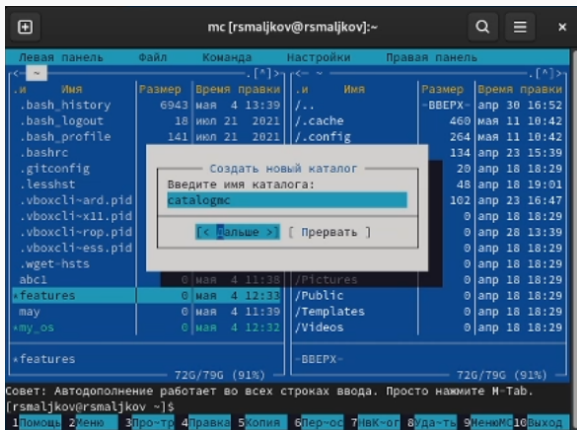 mc [rsmaljkov@rsmaljkov]:~
Левая панель Файл Команда Настройки Правая панель
<- ~ .[^]> <- ~ .[^]>
.и Имя Размер Время правки .и Имя Размер Время правки
.bash_history 6943 мая 4 13:39 /.. -ВВЕРХ- апр 30 16:52
.bash_logout 18 июл 21 2021 /.cache 460 мая 11 10:42
.bash_profile 141 июл 21 2021 /.config 264 мая 11 10:42
.bashrc 134 апр 23 15:39
.gitconfig 20 апр 18 18:29
.lesshst 48 апр 18 19:01
.vboxcli~ard.pid 102 апр 23 16:47
.vboxcli~x11.pid 0 апр 18 18:29
.vboxcli~rop.pid 0 апр 28 13:39
.vboxcli~ess.pid 0 апр 18 18:29
.wget-hsts 0 апр 18 18:29
abc1 0 мая 4 11:38 /Pictures 0 апр 18 18:29
*features 0 мая 4 12:33 /Public 0 апр 18 18:29
may 0 мая 4 11:39 /Templates 0 апр 18 18:29
*my_os 0 мая 4 12:32 /Videos 0 апр 18 18:29
Создать новый каталог
Введите имя каталога:
catalogmc
[< Дальше >] [ Прервать ]
*features -ВВЕРХ-
72G/79G (91%) 72G/79G (91%)
Совет: Автодополнение работает во всех строках ввода. Просто нажмите M-Tab.
[rsmaljkov@rsmaljkov ~]$
1Помощь 2Меню 3Про~тр 4Правка 5Копия 6Пер~ос 7НвК~ог 8Уда~ть 9МенюMC 10Выход